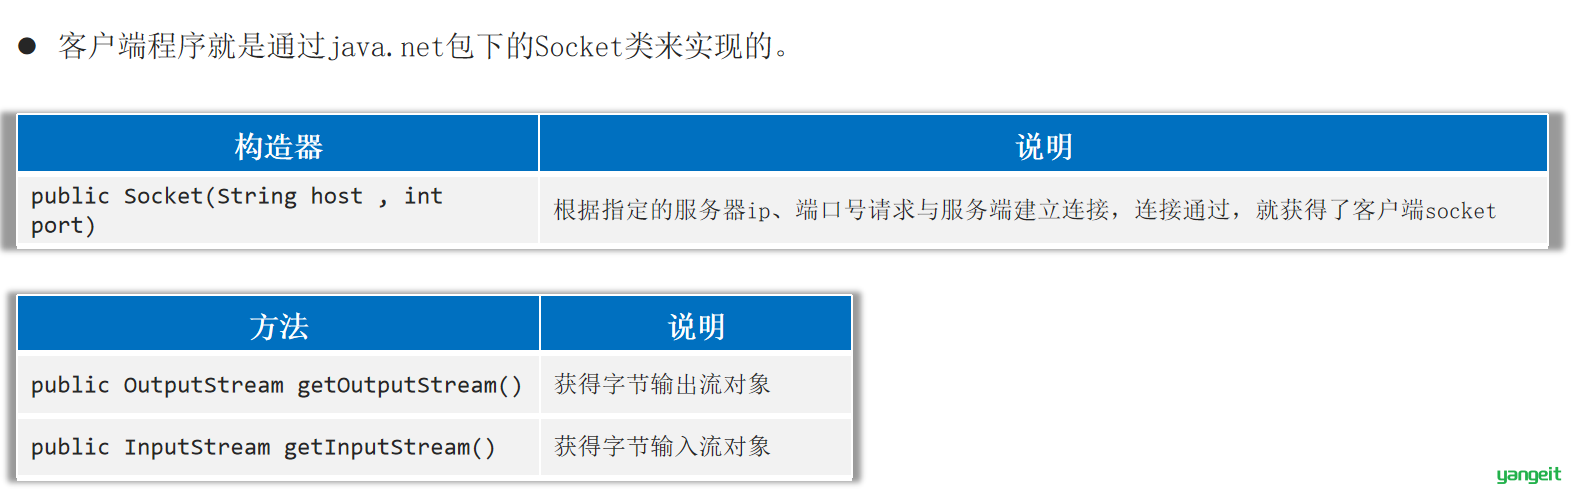 ● 客户端程序就是通过java.net包下的Socket类来实现的。
构造器 说明
public Socket(String host , int
port)
根据指定的服务器ip、端口号请求与服务端建立连接，连接通过，就获得了客户端socket
方法 说明
public OutputStream getOutputStream() 获得字节输出流对象
public InputStream getInputStream() 获得字节输入流对象
yangeit